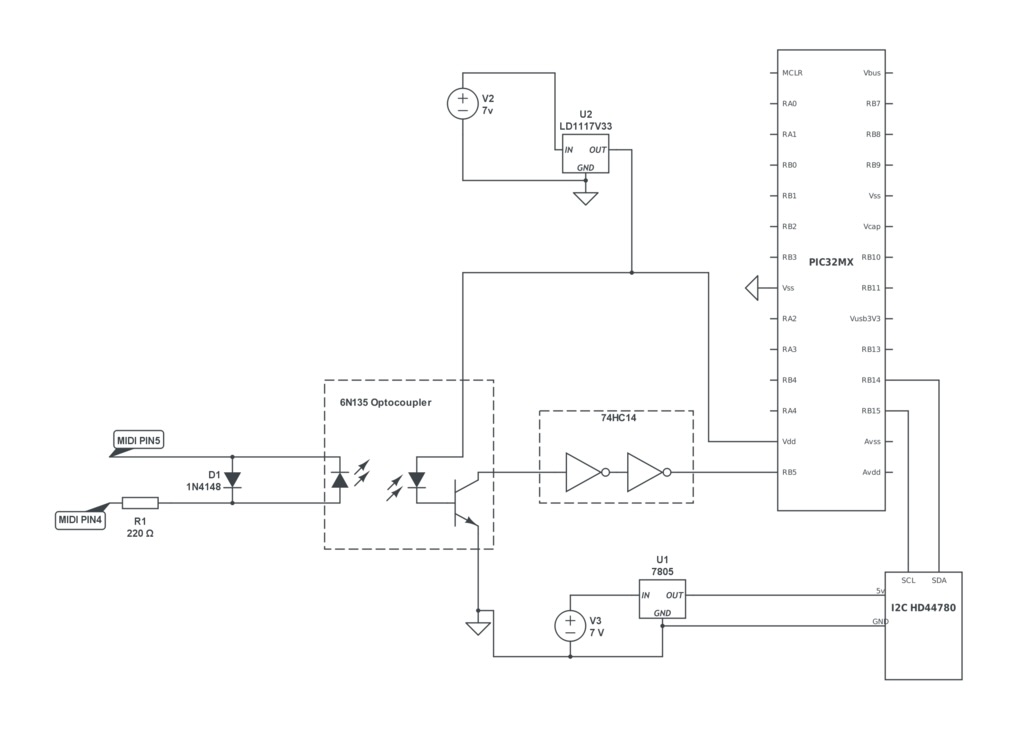 V2
7v
U2
LD1117V33
IN
OUT
GND
MCLR
RA0
RA1
RB0
RB1
RB2
RB3
Vss
RA2
RA3
RB4
RA4
Vdd
RB5
PIC32MX
Vbus
RB7
RB8
RB9
Vss
Vcap
RB10
RB11
Vusb3V3
RB13
RB14
RB15
Avss
Avdd
6N135 Optocoupler
74HC14
MIDI PIN5
D1
1N4148
MIDI PIN4
R1
220 Ω
U1
7805
IN
OUT
GND
V3
7 V
SCL
SDA
5v
I2C HD44780
GND